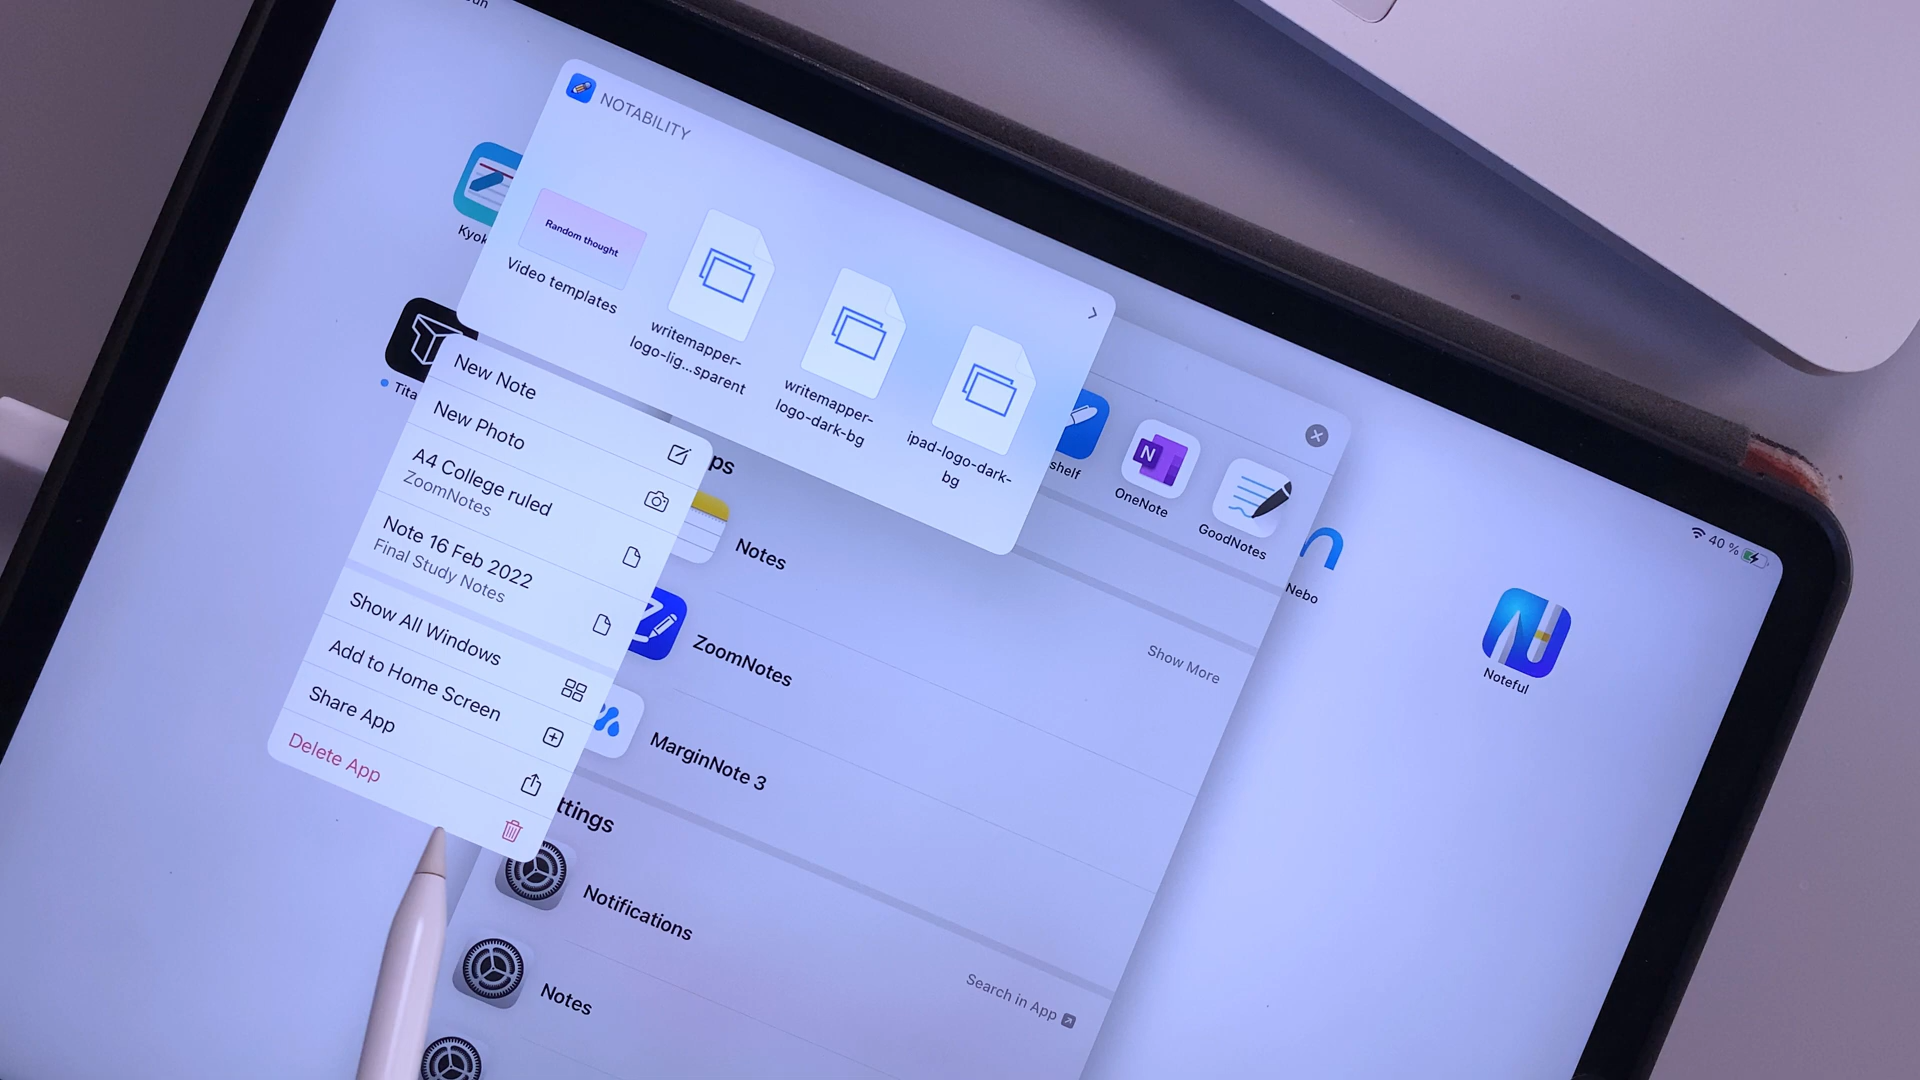 NOTABILITY
Random thought
Video templates
writemapper-
logo-lig...sparent
writemapper-
logo-dark-bg
ipad-logo-dark-
bg
New Note
New Photo
A4 College ruled
ZoomNotes
Note 16 Feb 2022
Final Study Notes
Show All Windows
Add to Home Screen
Share App
Delete App
Kyok
Tita
ps
Notes
ZoomNotes
MarginNote 3
Show More
ttings
Notifications
Notes
Search in App
shelf
N
OneNote
GoodNotes
Nebo
40 %
Noteful